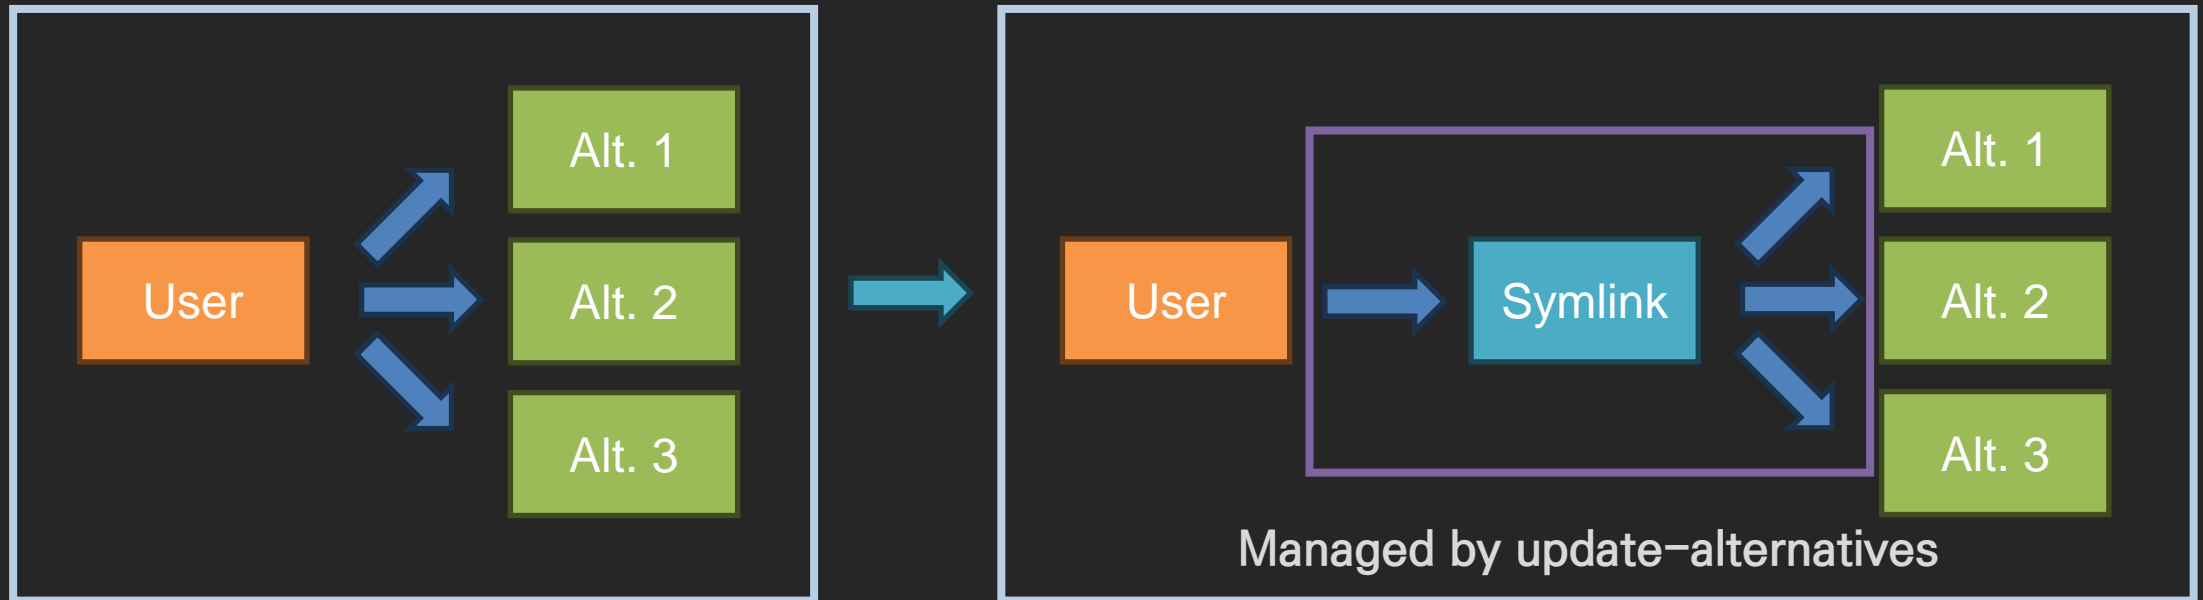 User
Alt. 1
Alt. 2
Alt. 3
User
Symlink
Alt. 1
Alt. 2
Alt. 3
Managed by update-alternatives